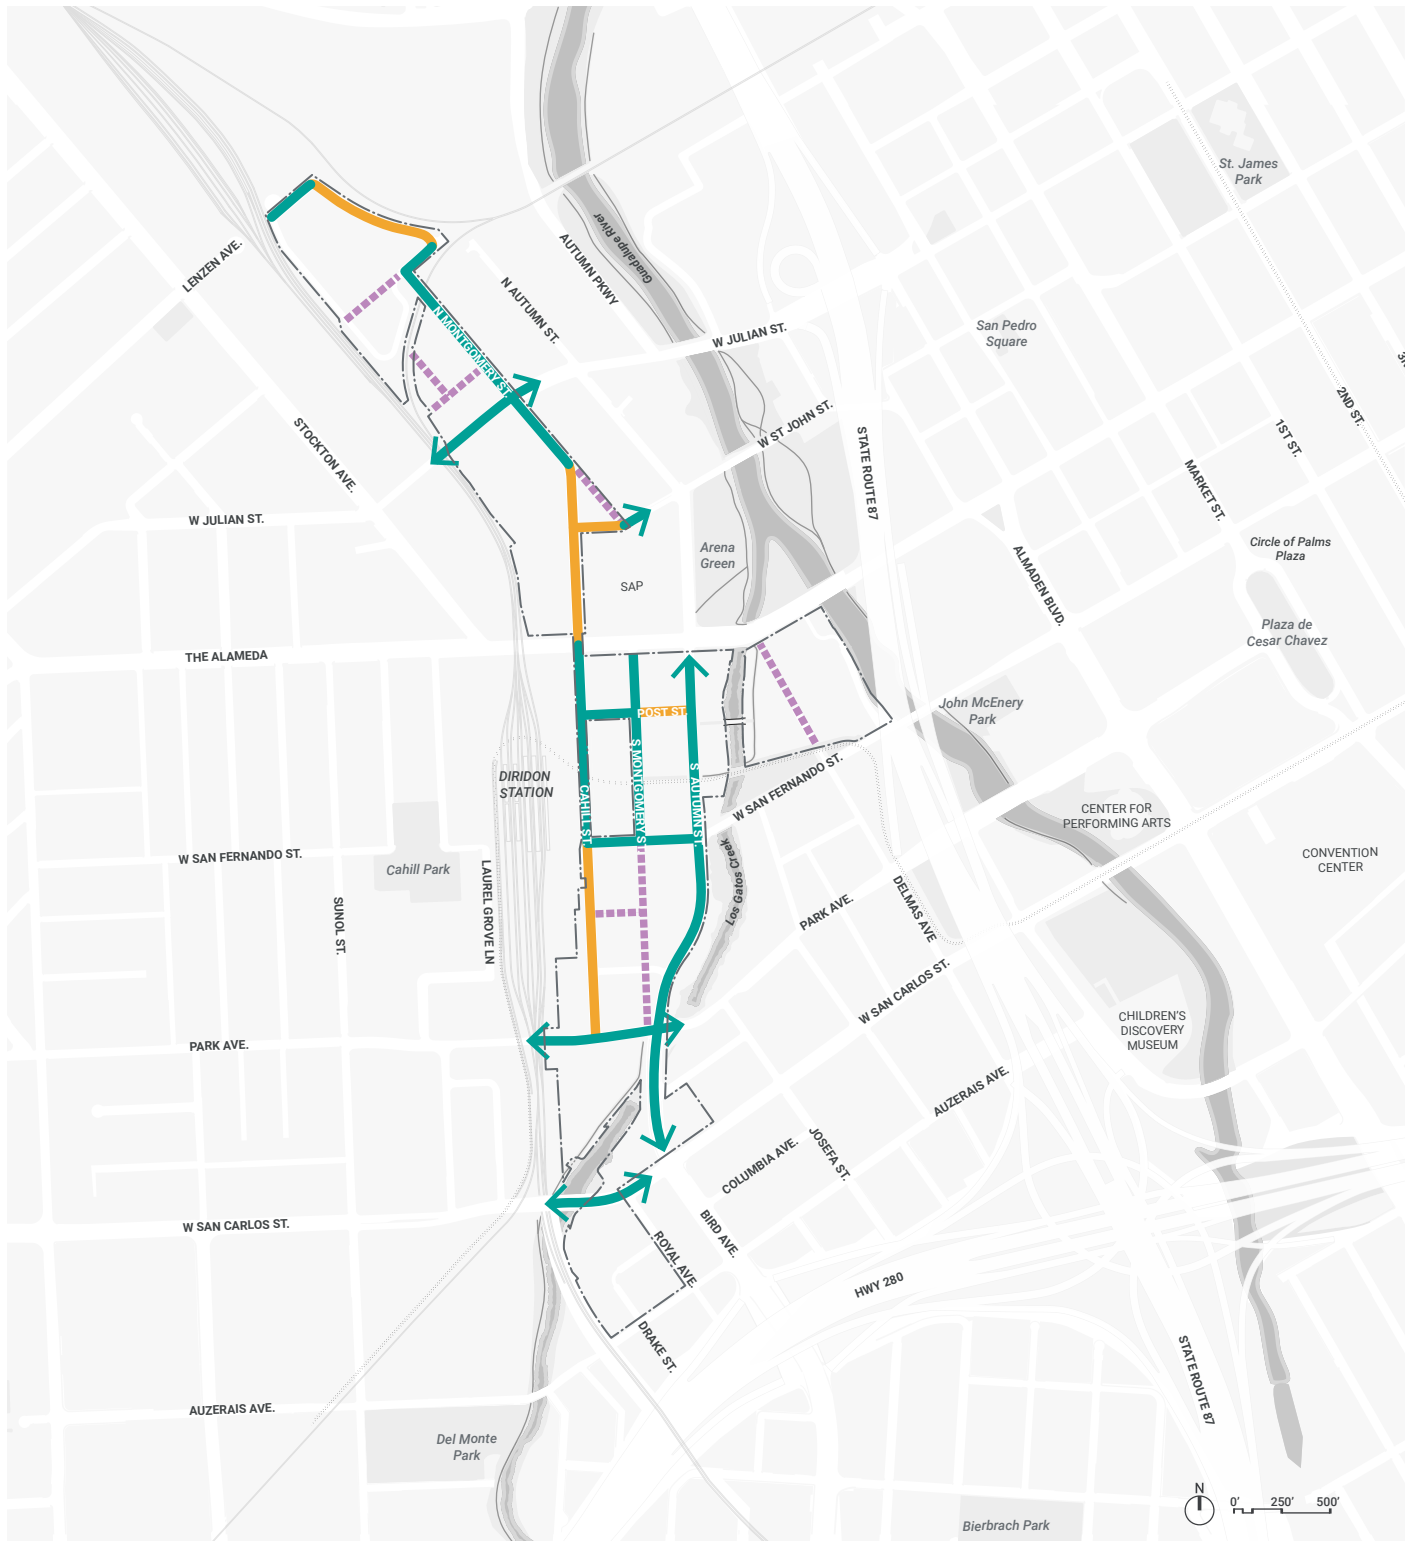 St. James
Park
Guadalupe River
LENZEN AVE.
AUTUMN PKWY
N AUTUMN ST.
N MONTGOMERY ST.
W JULIAN ST.
San Pedro
Square
2ND ST.
1ST ST.
W ST JOHN ST.
STATE ROUTE 87
MARKET ST.
STOCKTON AVE.
W JULIAN ST.
Arena
Green
SAP
Circle of Palms
Plaza
ALMADEN BLVD.
Plaza de
Cesar Chavez
THE ALAMEDA
John McEnery
Park
POST ST.
S MONTGOMERY S
S AUTUMN ST.
CAHILL ST.
DIRIDON
STATION
W SAN FERNANDO ST.
CENTER FOR
PERFORMING ARTS
CONVENTION
CENTER
W SAN FERNANDO ST.
Cahill Park
LAUREL GROVE LN
SUNOL ST.
Los Gatos Creek
PARK AVE.
DELMAS AVE
W SAN CARLOS ST.
CHILDREN'S
DISCOVERY
MUSEUM
PARK AVE.
AUZERAIS AVE.
JOSEFA ST.
COLUMBIA AVE.
W SAN CARLOS ST.
BIRD AVE.
ROYAL AVE.
HWY 280
DRAKE ST.
STATE ROUTE 87
AUZERAIS AVE.
Del Monte
Park
Bierbrach Park
N
0' 250' 500'